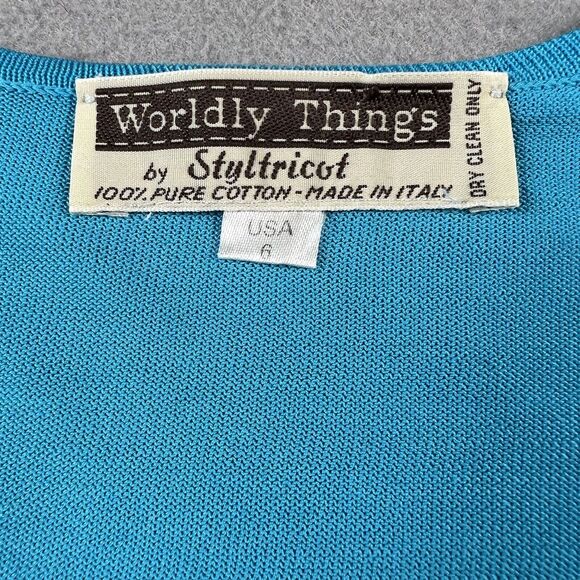 Worldly Things
by Styltricot
100% PURE COTTON - MADE IN ITALY
DRY CLEAN ONLY
USA
6